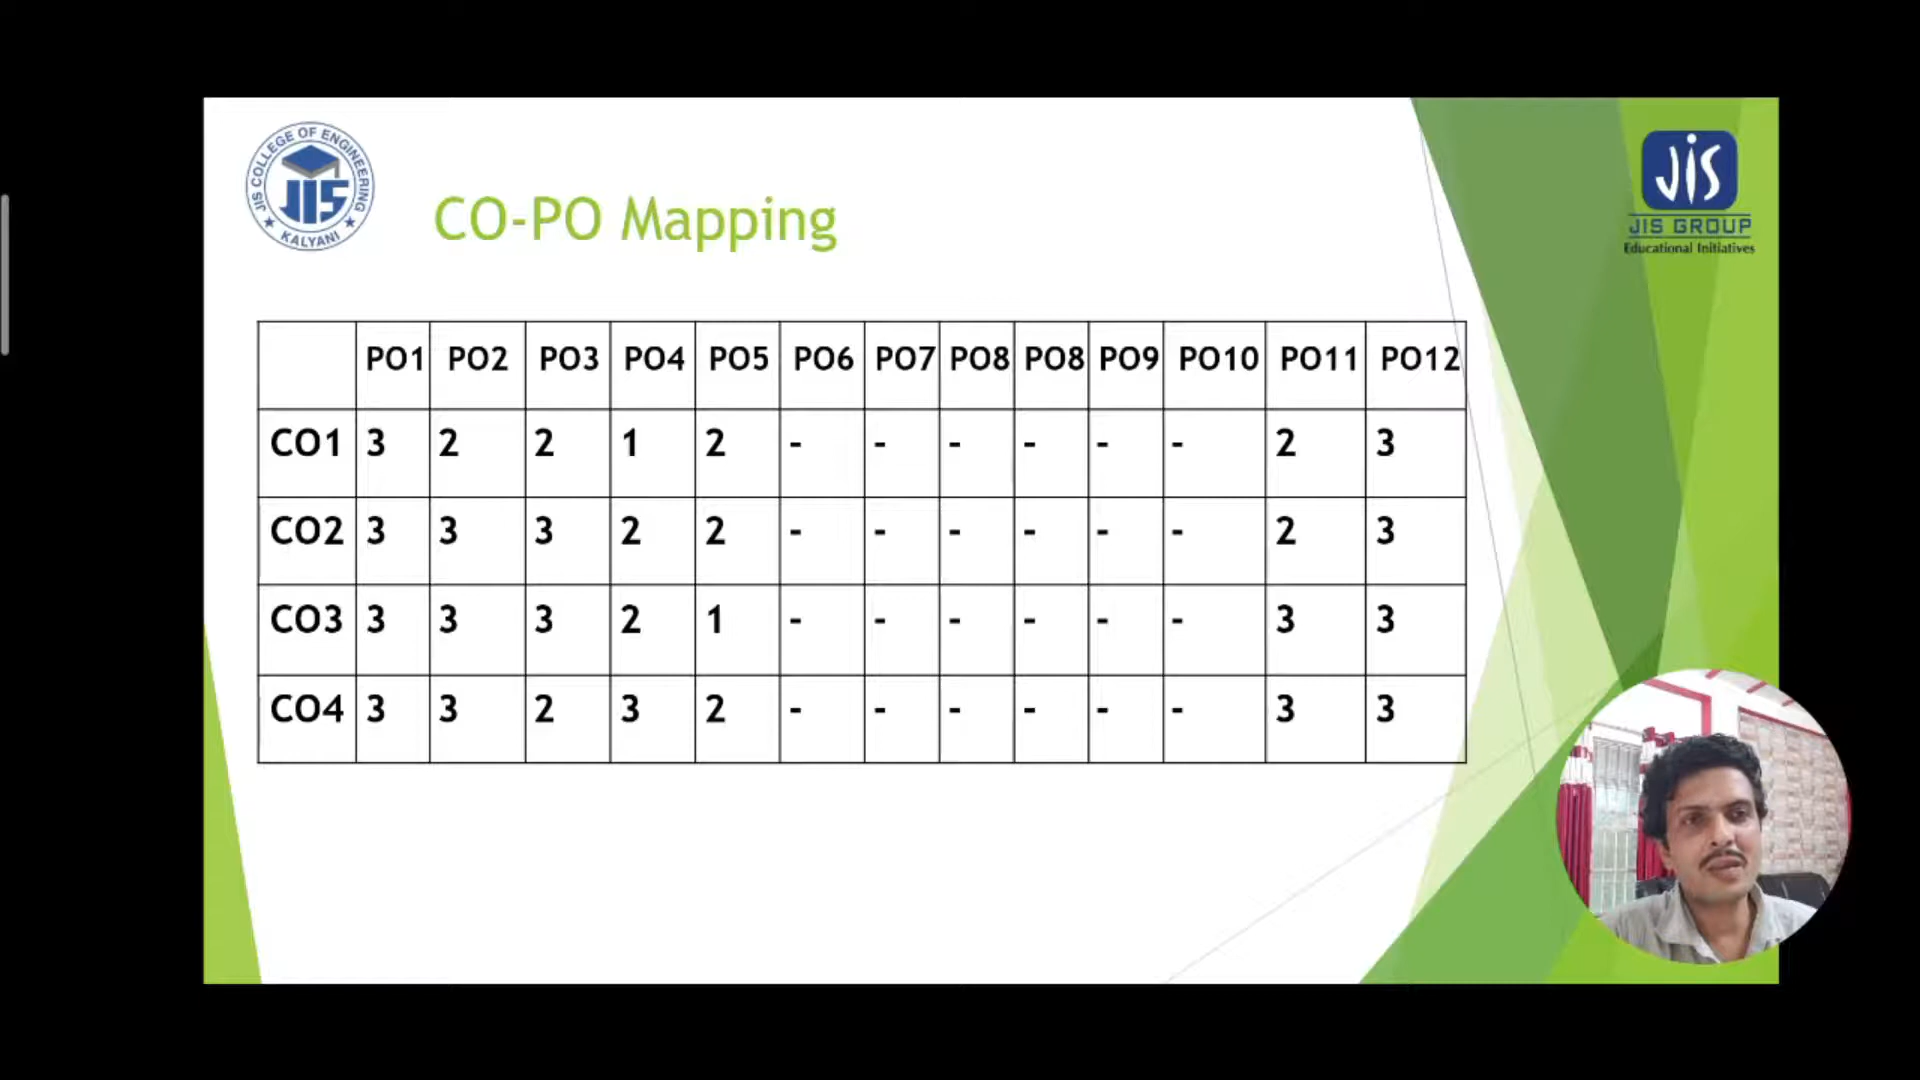 JIS COLLEGE OF ENGINEERING
JIS
KALYANI
CO-PO Mapping
JIS
JIS GROUP
Educational Initiatives
PO1 PO2 PO3 PO4 PO5 PO6 PO7 PO8 PO8 PO9 PO10 PO11 PO12
CO1 3 2 2 1 2 - - - - - - 2 3
CO2 3 3 3 2 2 - - - - - - 2 3
CO3 3 3 3 2 1 - - - - - - 3 3
CO4 3 3 2 3 2 - - - - - - 3 3